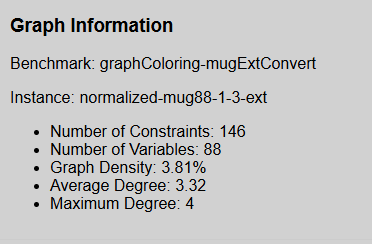 Graph Information
Benchmark: graphColoring-mugExtConvert
Instance: normalized-mug88-1-3-ext
• Number of Constraints: 146
• Number of Variables: 88
• Graph Density: 3.81%
• Average Degree: 3.32
• Maximum Degree: 4